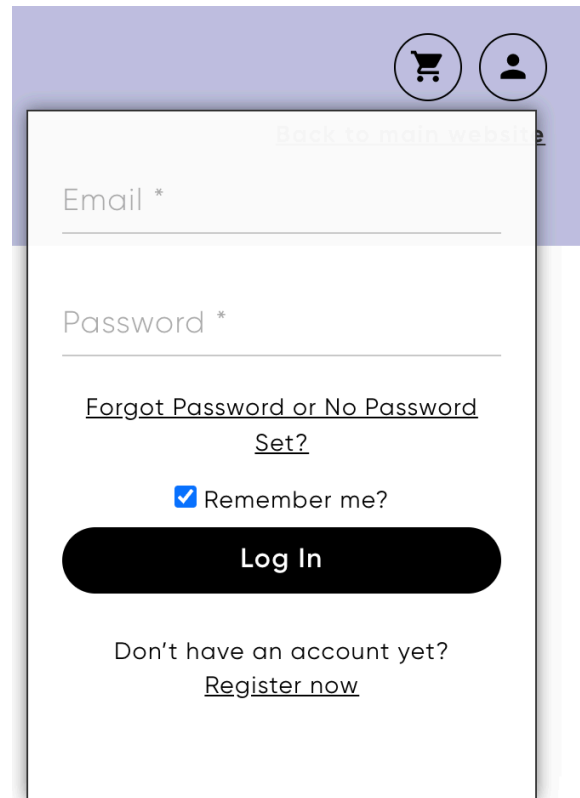 Back to main website
Email *
Password *
Forgot Password or No Password
Set?
Remember me?
Log In
Don’t have an account yet?
Register now